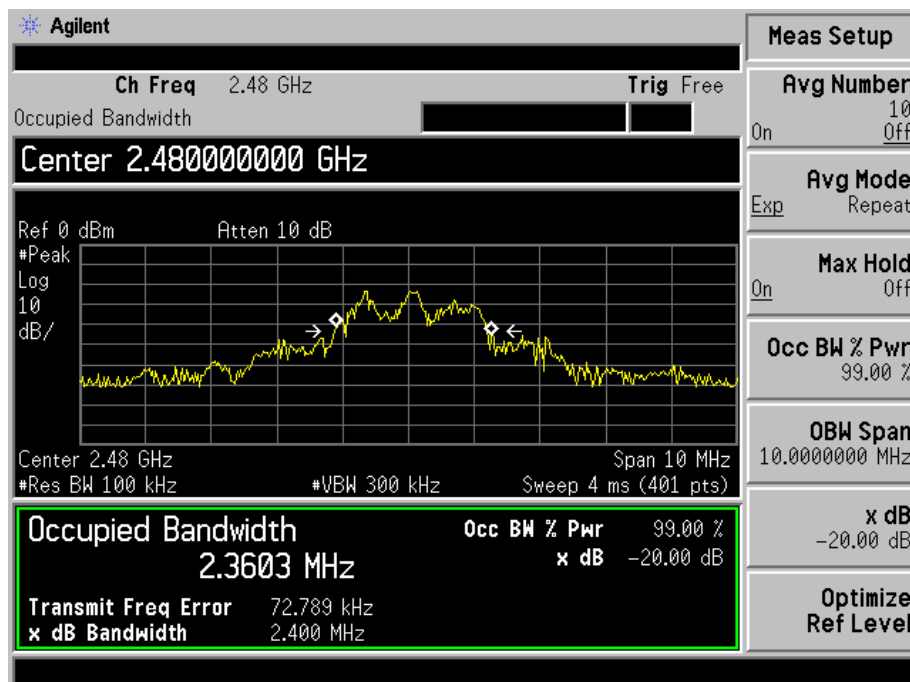 Agilent
Ch Freq 2.48 GHz Trig Free
Occupied Bandwidth
Center 2.480000000 GHz
Ref 0 dBm Atten 10 dB
#Peak
Log
10
dB/
Center 2.48 GHz Span 10 MHz
#Res BW 100 kHz #VBW 300 kHz Sweep 4 ms (401 pts)
Occupied Bandwidth Occ BW % Pwr 99.00 %
2.3603 MHz x dB -20.00 dB
Transmit Freq Error 72.789 kHz
x dB Bandwidth 2.400 MHz
Meas Setup
Avg Number
10
On Off
Avg Mode
Exp Repeat
Max Hold
On Off
Occ BW % Pwr
99.00 %
OBW Span
10.0000000 MHz
x dB
-20.00 dB
Optimize
Ref Level